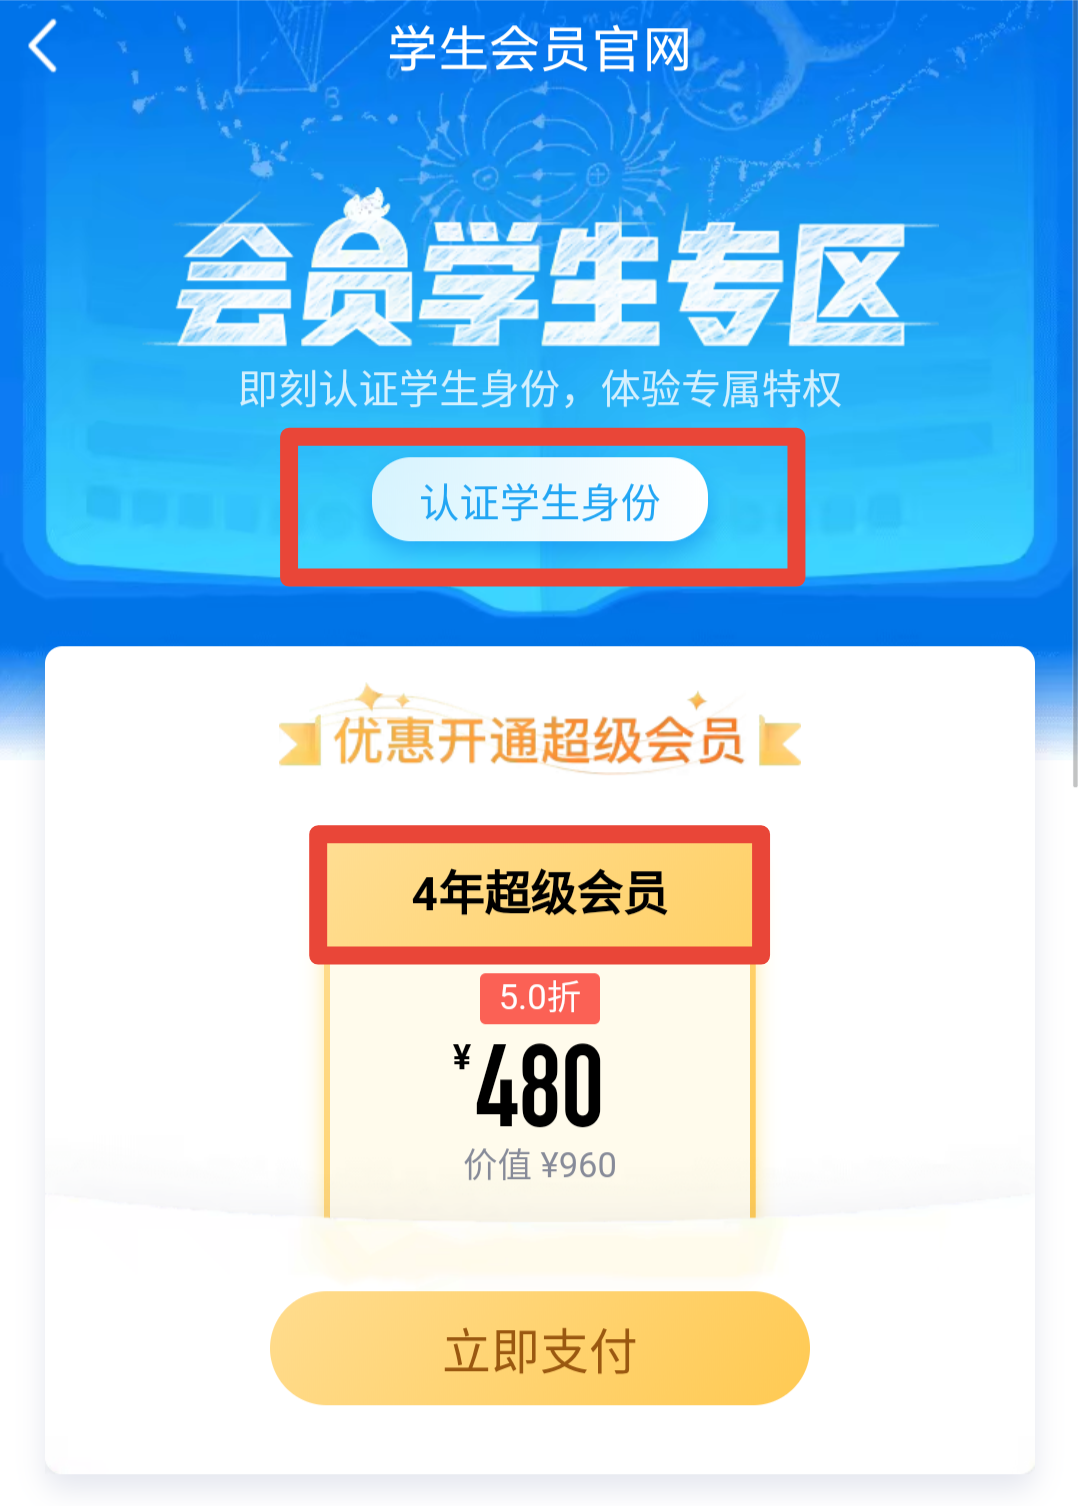 学生会员官网
会员学生专区
即刻认证学生身份，体验专属特权
认证学生身份
优惠开通超级会员
4年超级会员
5.0折
¥480
价值 ¥960
立即支付